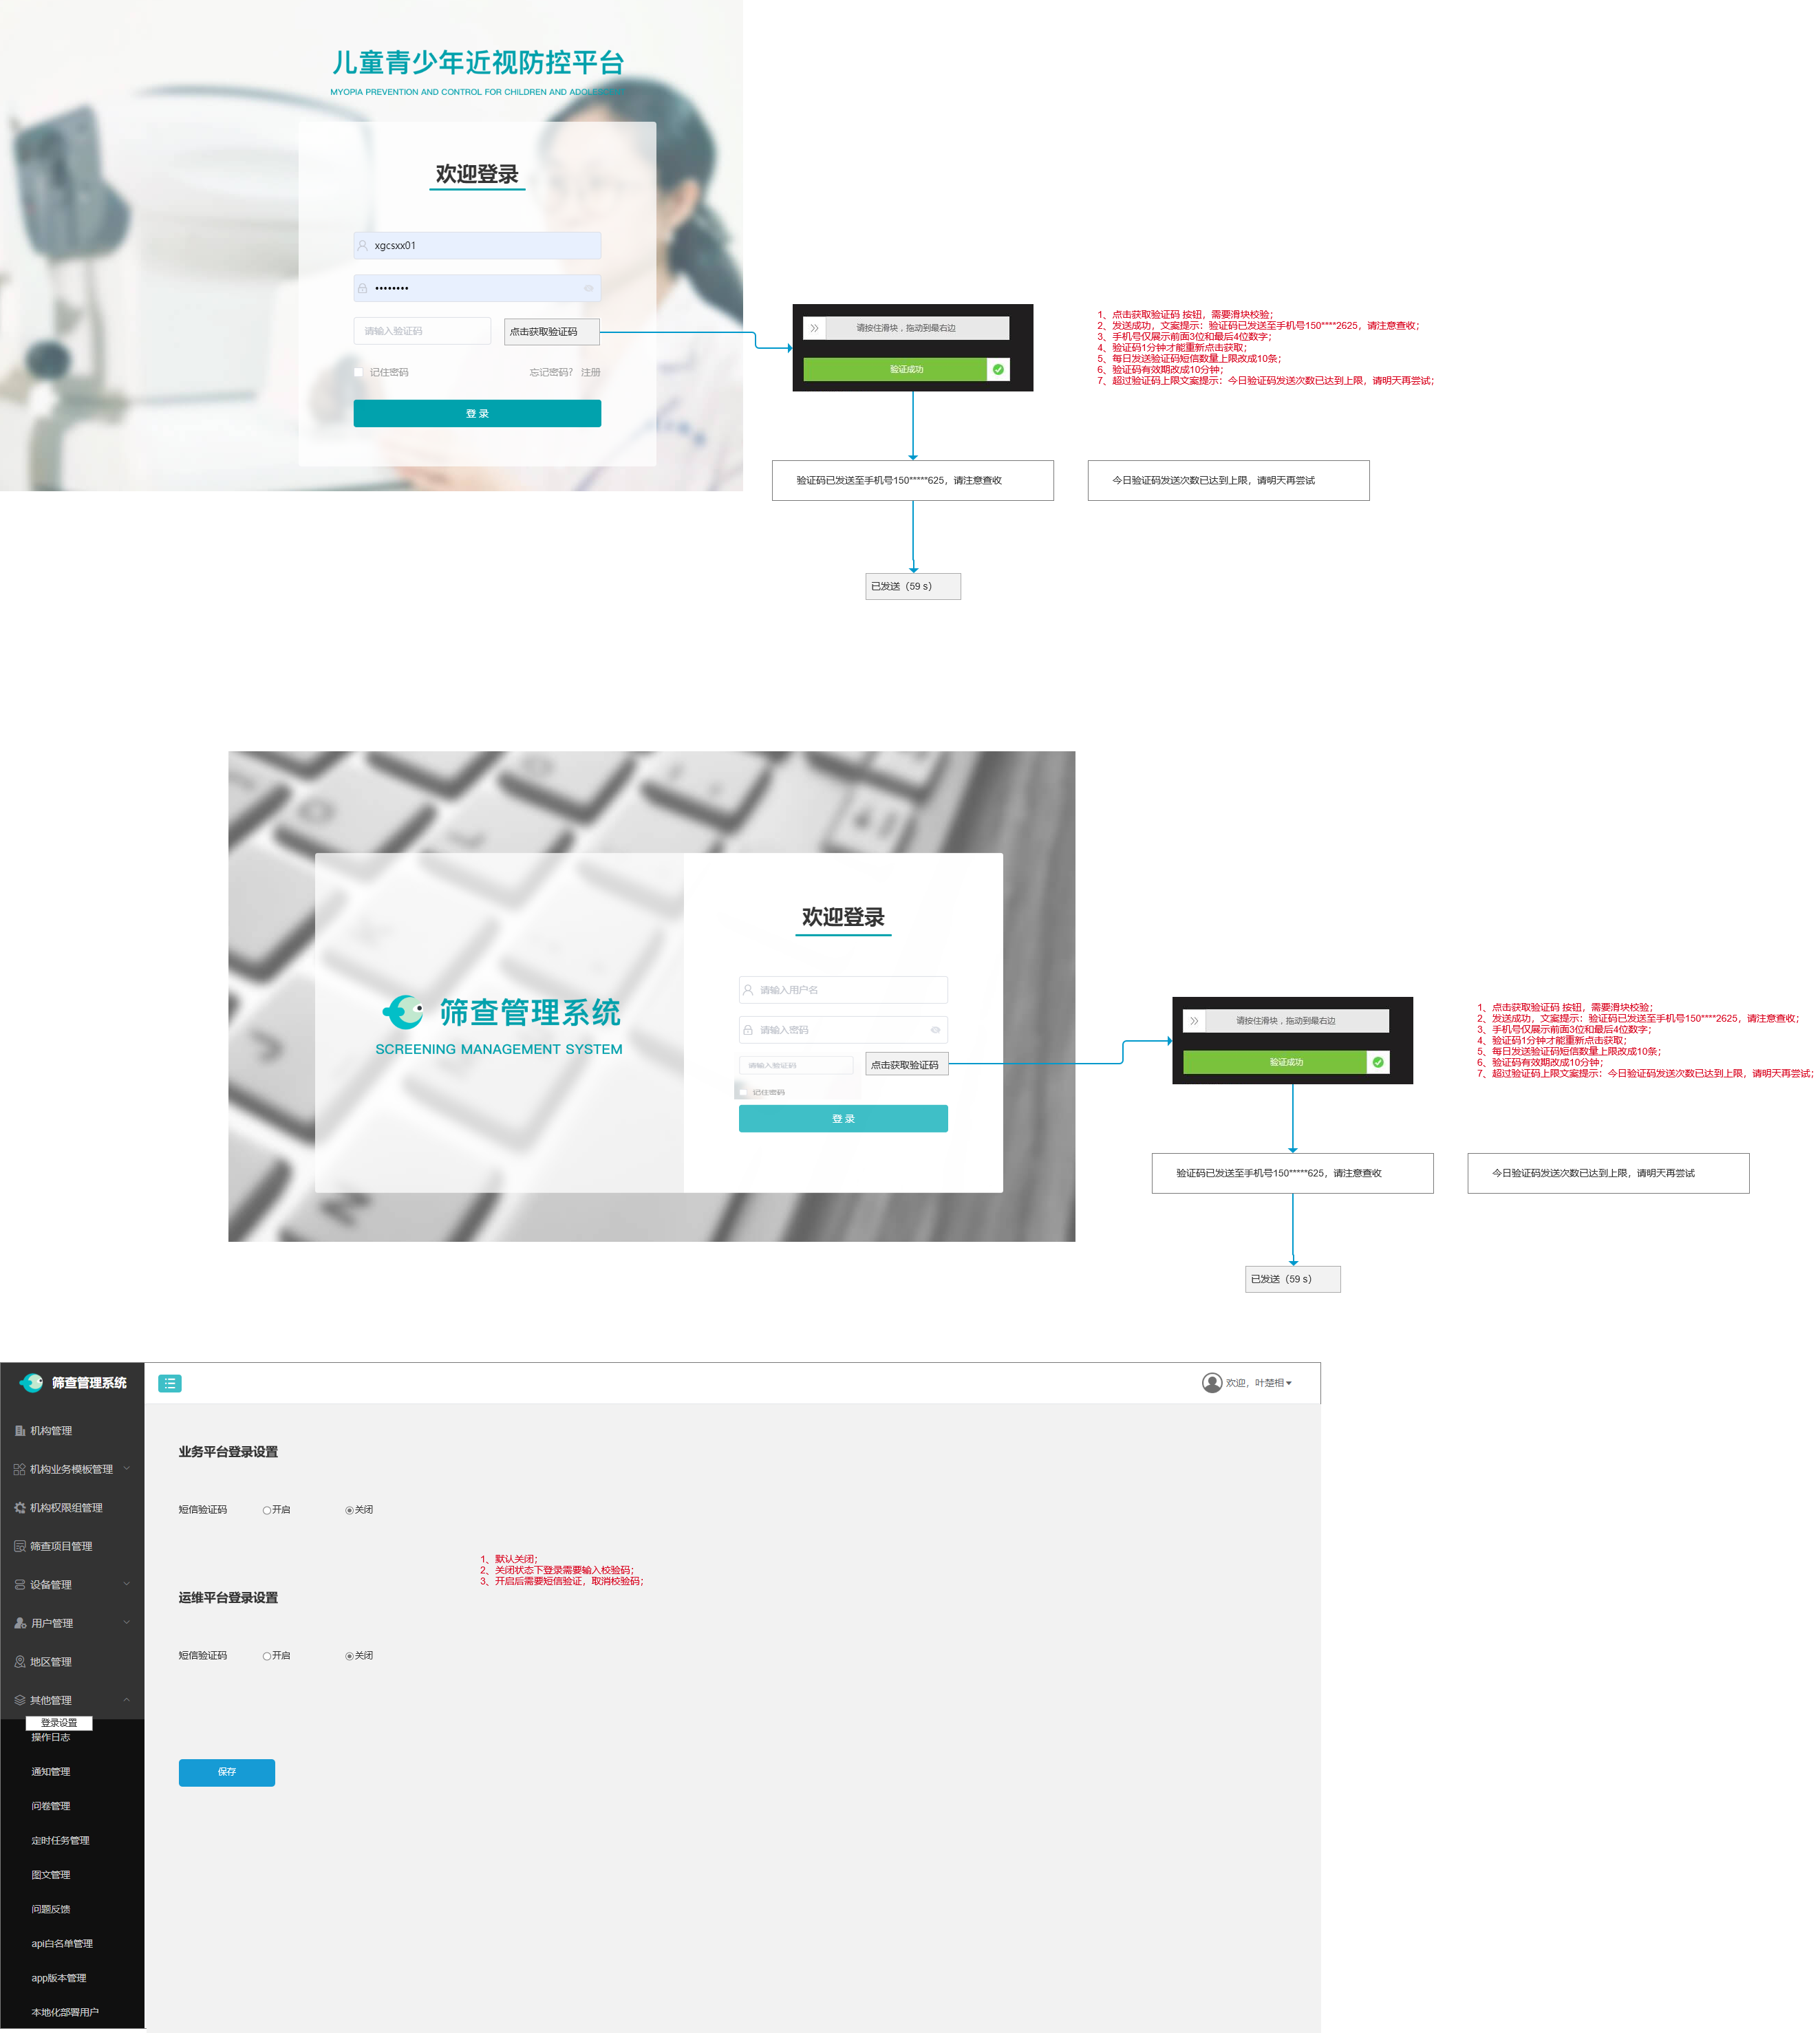 儿童青少年近视防控平台
MYOPIA PREVENTION AND CONTROL FOR CHILDREN AND
欢迎登录
xgcsxx01
••••••••
请输入验证码
点击获取验证码
记住密码
忘记密码?
注册
登 录
请按住滑块，拖动到最右边
验证成功
1、点击获取验证码 按钮，需要滑块校验；
2、发送成功，文案提示：验证码已发送至手机号150****2625，请注意查收；
3、手机号仅展示前面3位和最后4位数字；
4、验证码1分钟才能重新点击获取；
5、每日发送验证码短信数量上限改成10条；
6、验证码有效期改成10分钟；
7、超过验证码上限文案提示：今日验证码发送次数已达到上限，请明天再尝试；
验证码已发送至手机号150*****625，请注意查收
今日验证码发送次数已达到上限，请明天再尝试
已发送（59 s）
筛查管理系统
SCREENING MANAGEMENT SYSTEM
欢迎登录
请输入用户名
请输入密码
请输入验证码
点击获取验证码
记住密码
登 录
请按住滑块，拖动到最右边
验证成功
1、点击获取验证码 按钮，需要滑块校验；
2、发送成功，文案提示：验证码已发送至手机号150****2625，请注意查收；
3、手机号仅展示前面3位和最后4位数字；
4、验证码1分钟才能重新点击获取；
5、每日发送验证码短信数量上限改成10条；
6、验证码有效期改成10分钟；
7、超过验证码上限文案提示：今日验证码发送次数已达到上限，请明天再尝试；
验证码已发送至手机号150*****625，请注意查收
今日验证码发送次数已达到上限，请明天再尝试
已发送（59 s）
筛查管理系统
欢迎，叶楚相
机构管理
机构业务模板管理
机构权限组管理
筛查项目管理
设备管理
用户管理
地区管理
其他管理
登录设置
操作日志
通知管理
问卷管理
定时任务管理
图文管理
问题反馈
api白名单管理
app版本管理
本地化部署用户
业务平台登录设置
短信验证码
开启
关闭
1、默认关闭；
2、关闭状态下登录需要输入校验码；
3、开启后需要短信验证，取消校验码；
运维平台登录设置
短信验证码
开启
关闭
保存